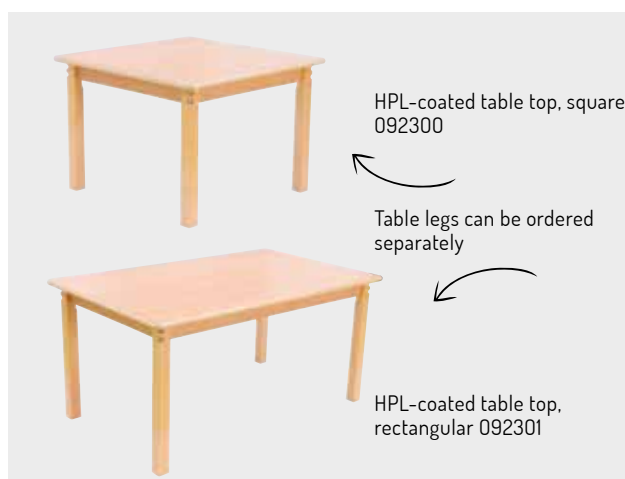 HPL-coated table top, square
092300
Table legs can be ordered
separately
HPL-coated table top,
rectangular 092301